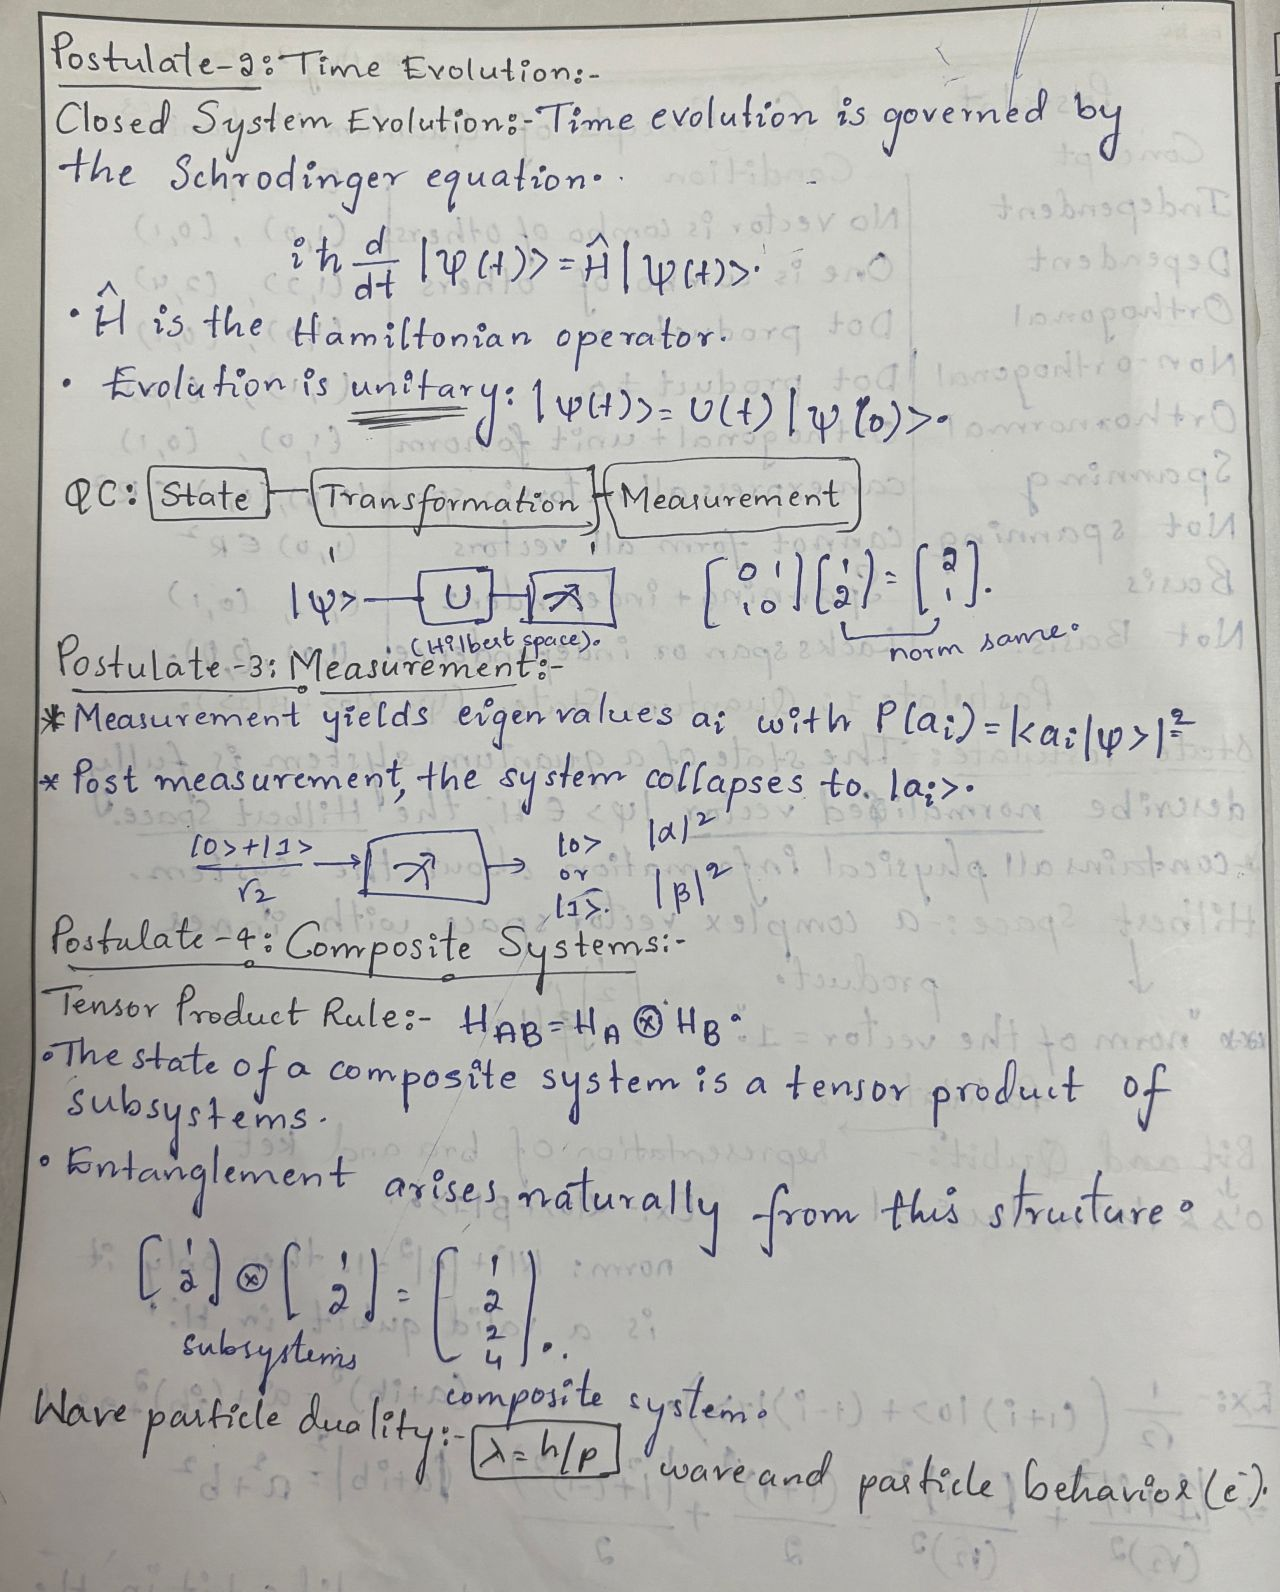 Postulate-2: Time Evolution:-
Closed System Evolution:- Time evolution is governed by
the Schrodinger equation.
iħ d/dt |ψ(t)> = Ĥ|ψ(t)>.
• Ĥ is the Hamiltonian operator.
• Evolution is unitary: |ψ(t)> = U(t) |ψ(0)>.
QC: State Transformation Measurement
|ψ> U [0 1 1 0] [1 2] = [2 1].
(Hilbert space). norm same.
Postulate-3: Measurement:-
* Measurement yields eigen values ai with P(ai) = |<ai|ψ>|²
* Post measurement, the system collapses to. |ai>.
|0>+|1> / √2 → → |0> |α|²
or
|1>. |β|²
Postulate-4: Composite Systems:-
Tensor Product Rule:- HAB = HA ⊗ HB.
• The state of a composite system is a tensor product of
subsystems.
• Entanglement arises naturally from this structure.
[1 2] ⊗ [1 2] = [1 2 2 4].
subsystems
composite system.
Wave particle duality:- λ = h/p wave and particle behavior (e⁻).